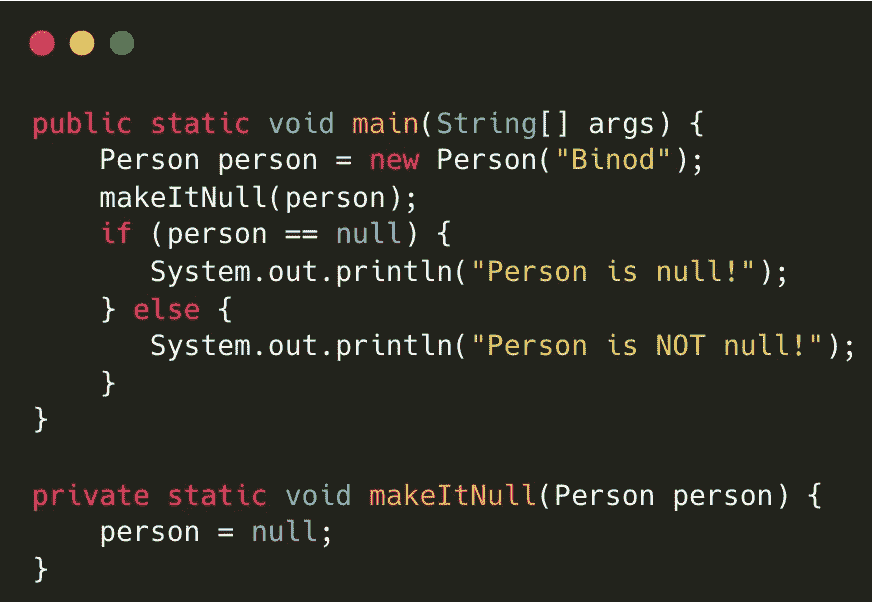 public static void main(String[] args) {
    Person person = new Person("Binod");
    makeItNull(person);
    if (person == null) {
       System.out.println("Person is null!");
    } else {
       System.out.println("Person is NOT null!");
    }
}

private static void makeItNull(Person person) {
    person = null;
}